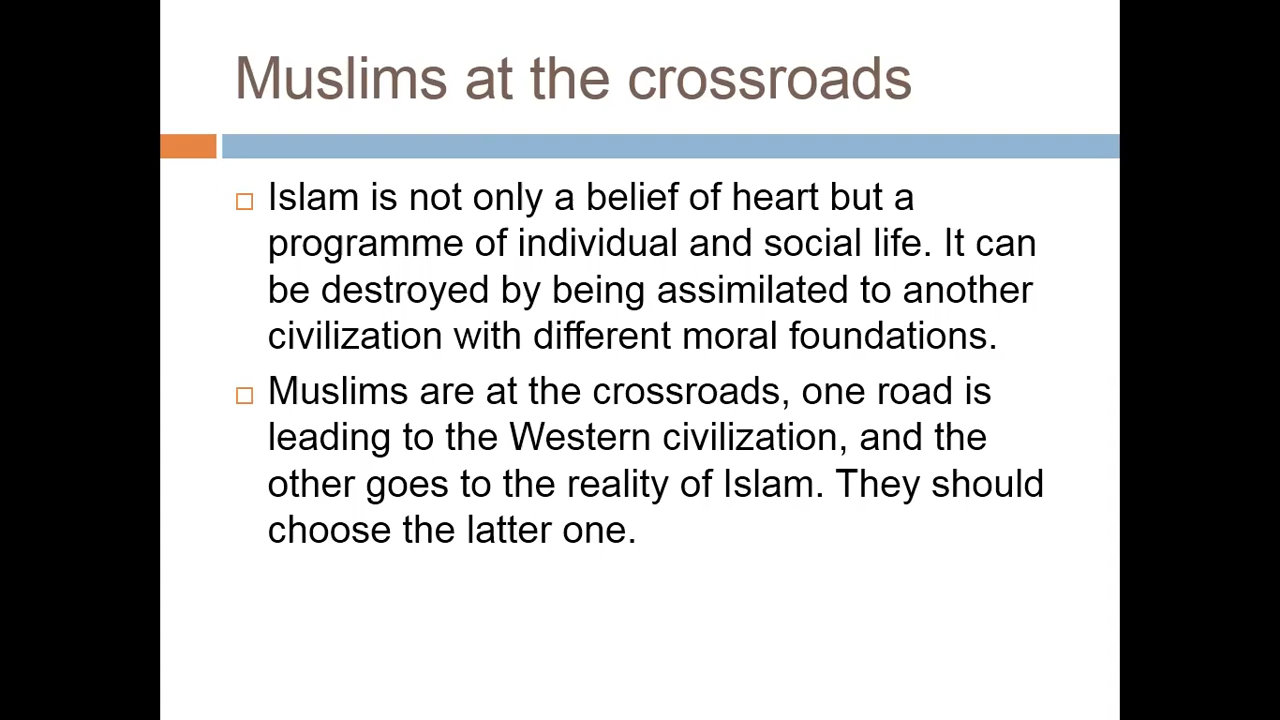 Muslims at the crossroads
Islam is not only a belief of heart but a
programme of individual and social life. It can
be destroyed by being assimilated to another
civilization with different moral foundations.
Muslims are at the crossroads, one road is
leading to the Western civilization, and the
other goes to the reality of Islam. They should
choose the latter one.